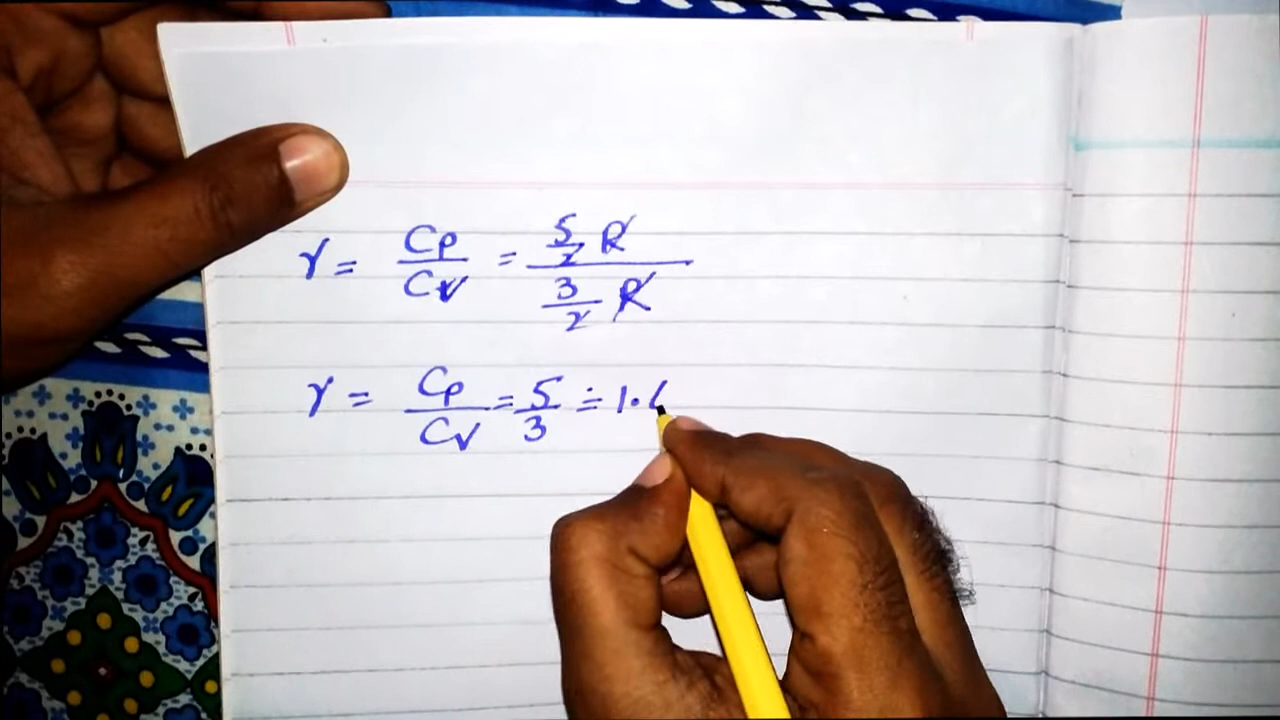 γ = Cp/Cv = 5/2 R / 3/2 R
γ = Cp/Cv = 5/3 ≐ 1.6